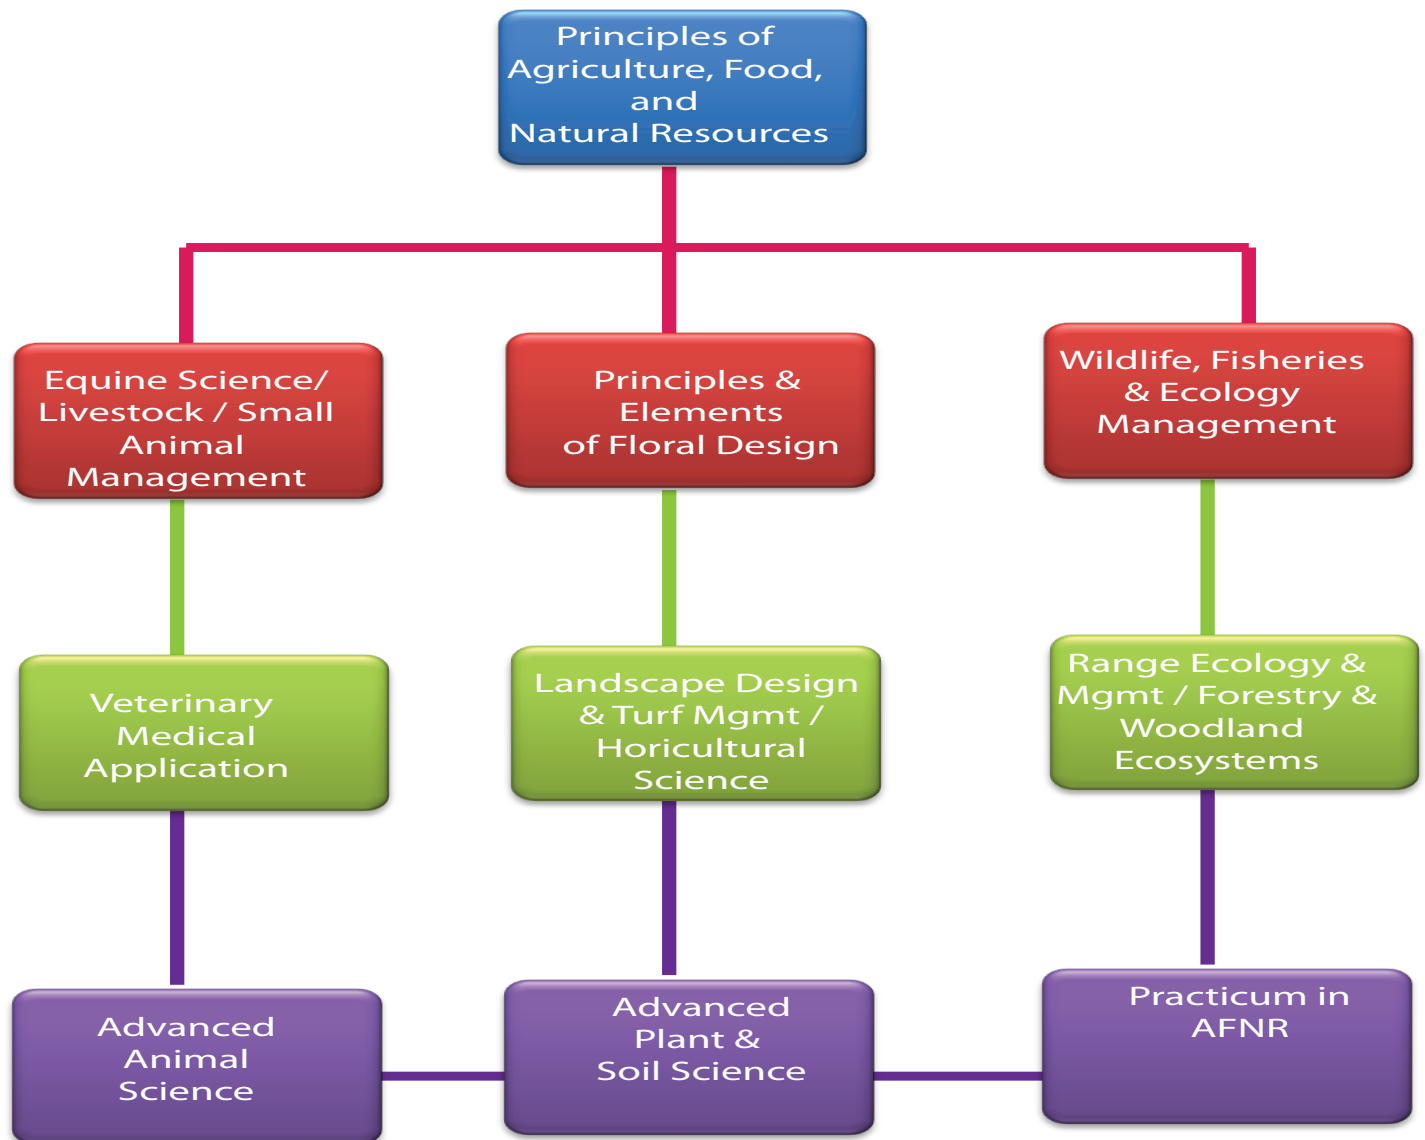 Principles of
Agriculture, Food,
and
Natural Resources
Equine Science/
Livestock / Small
Animal
Management
Principles &
Elements
of Floral Design
Wildlife, Fisheries
& Ecology
Management
Veterinary
Medical
Application
Landscape Design
& Turf Mgmt /
Horicultural
Science
Range Ecology &
Mgmt / Forestry &
Woodland
Ecosystems
Advanced
Animal
Science
Advanced
Plant &
Soil Science
Practicum in
AFNR